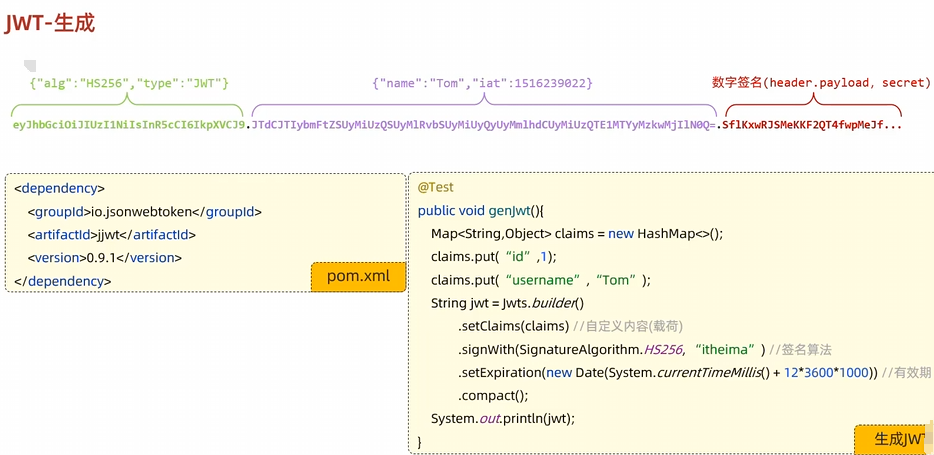 JWT-生成
{"alg":"HS256","type":"JWT"}
{"name":"Tom","iat":1516239022}
数字签名(header.payload, secret)
eyJhbGciOiJIUzI1NiIsInR5cCI6IkpXVCJ9.JTdCJTIybmFtZSUyMiUzQSUyMlRvbSUyMiUyQyUyMmlhdCUyMiUzQTE1MTYyMzkwMjIlN0Q=.SflKxwRJSMeKKF2QT4fwpMeJf...
<dependency>
<groupId>io.jsonwebtoken</groupId>
<artifactId>jjwt</artifactId>
<version>0.9.1</version>
</dependency>
pom.xml
@Test
public void genJwt(){
Map<String,Object> claims = new HashMap<>();
claims.put( “id” ,1);
claims.put( “username” , “Tom” );
String jwt = Jwts.builder()
.setClaims(claims) //自定义内容(载荷)
.signWith(SignatureAlgorithm.HS256, “itheima” ) //签名算法
.setExpiration(new Date(System.currentTimeMillis() + 12*3600*1000)) //有效期
.compact();
System.out.println(jwt);
}
生成JWT